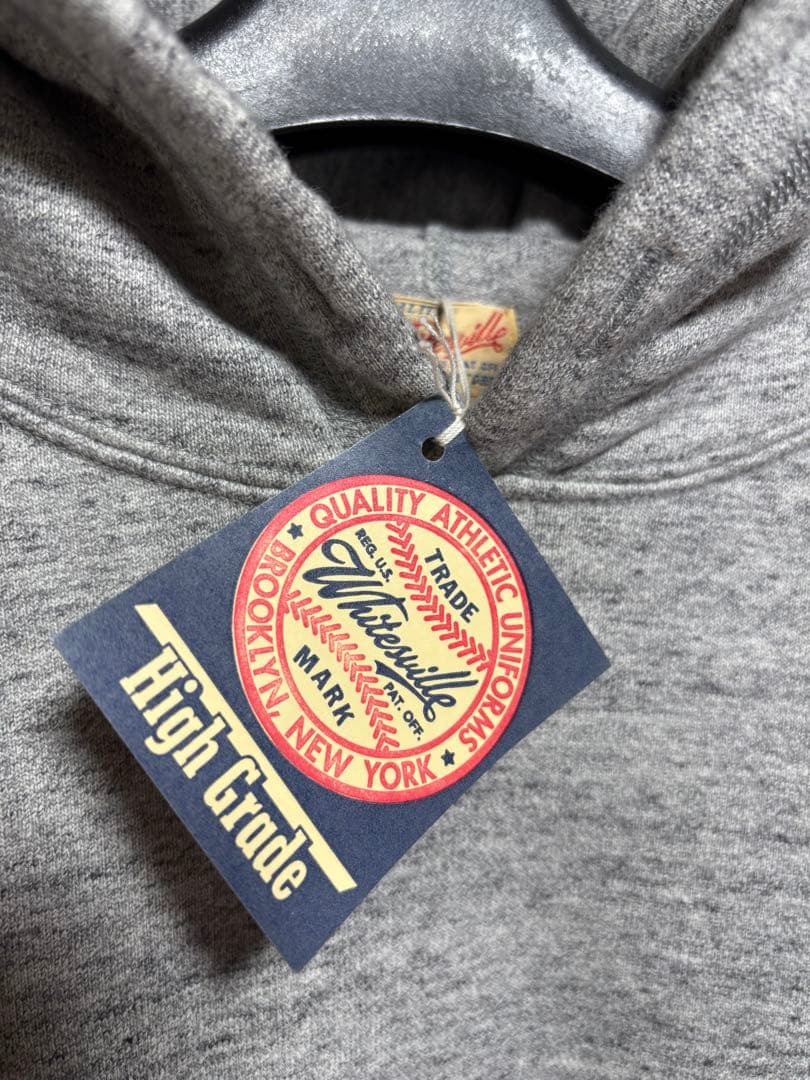 QUALITY ATHLETIC UNIFORMS
REG. U.S.
TRADE
Whitesville
MARK
PAT. OFF.
BROOKLYN, NEW YORK
High Grade